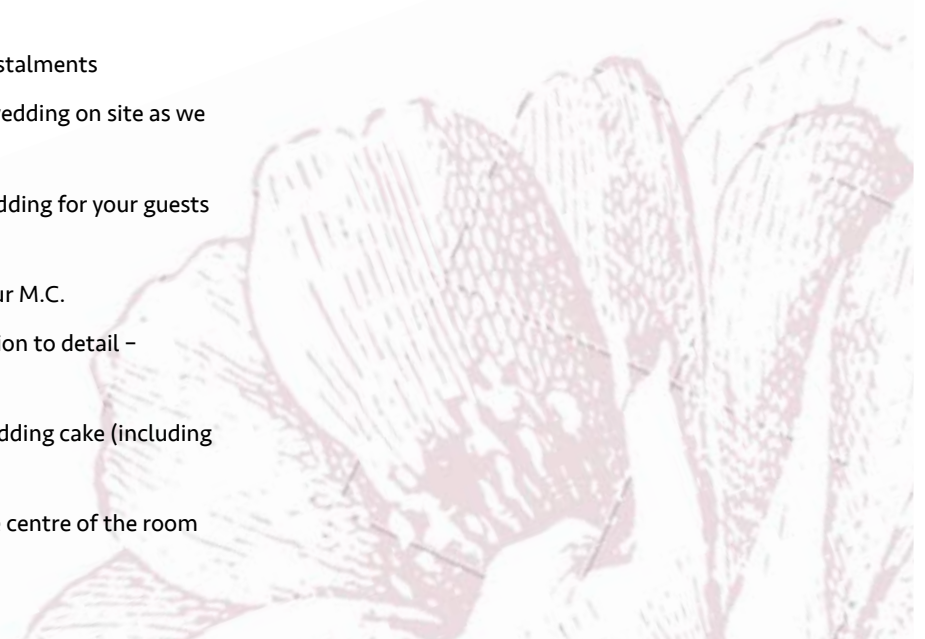 stalments
edding on site as we
dding for your guests
ur M.C.
ion to detail –
dding cake (including
centre of the room